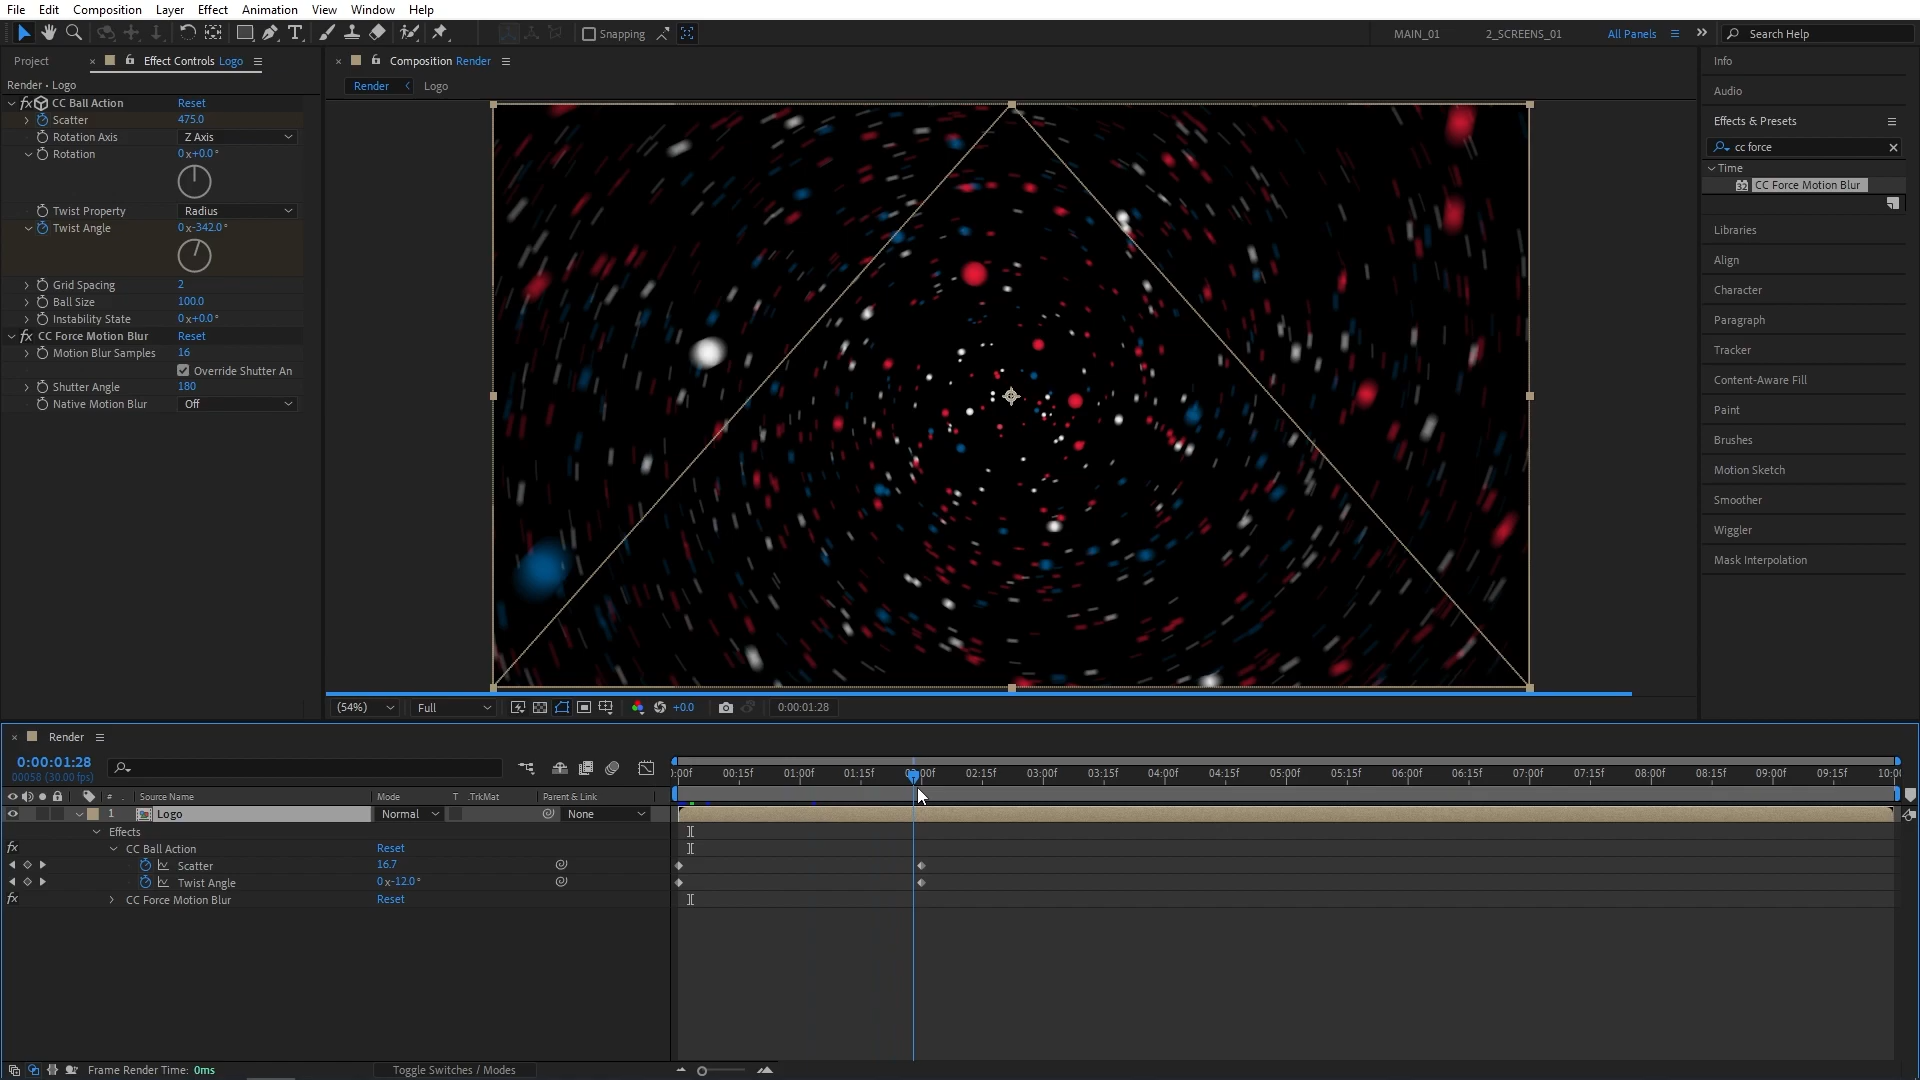 File Edit Composition Layer Effect Animation View Window Help
Snapping
MAIN_01 2_SCREENS_01 All Panels Search Help
Project Effect Controls Logo
Render • Logo
CC Ball Action Reset
Scatter 475.0
Rotation Axis Z Axis
Rotation 0x+0.0°
Twist Property Radius
Twist Angle 0x-342.0°
Grid Spacing 2
Ball Size 100.0
Instability State 0x+0.0°
CC Force Motion Blur Reset
Motion Blur Samples 16
Override Shutter An
Shutter Angle 180
Native Motion Blur Off
Composition Render
Render Logo
(54%) Full +0.0 0:00:01:28
Info
Audio
Effects & Presets
cc force
Time
32 CC Force Motion Blur
Libraries
Align
Character
Paragraph
Tracker
Content-Aware Fill
Paint
Brushes
Motion Sketch
Smoother
Wiggler
Mask Interpolation
Render
0:00:01:28
00058 (30.00 fps)
):00f 00:15f 01:00f 01:15f 02:00f 02:15f 03:00f 03:15f 04:00f 04:15f 05:00f 05:15f 06:00f 06:15f 07:00f 07:15f 08:00f 08:15f 09:00f 09:15f 10:0
# Source Name Mode T .TrkMat Parent & Link
1 Logo Normal None
Effects
fx CC Ball Action Reset
Scatter 16.7
Twist Angle 0x-12.0°
fx CC Force Motion Blur Reset
Frame Render Time: 0ms Toggle Switches / Modes